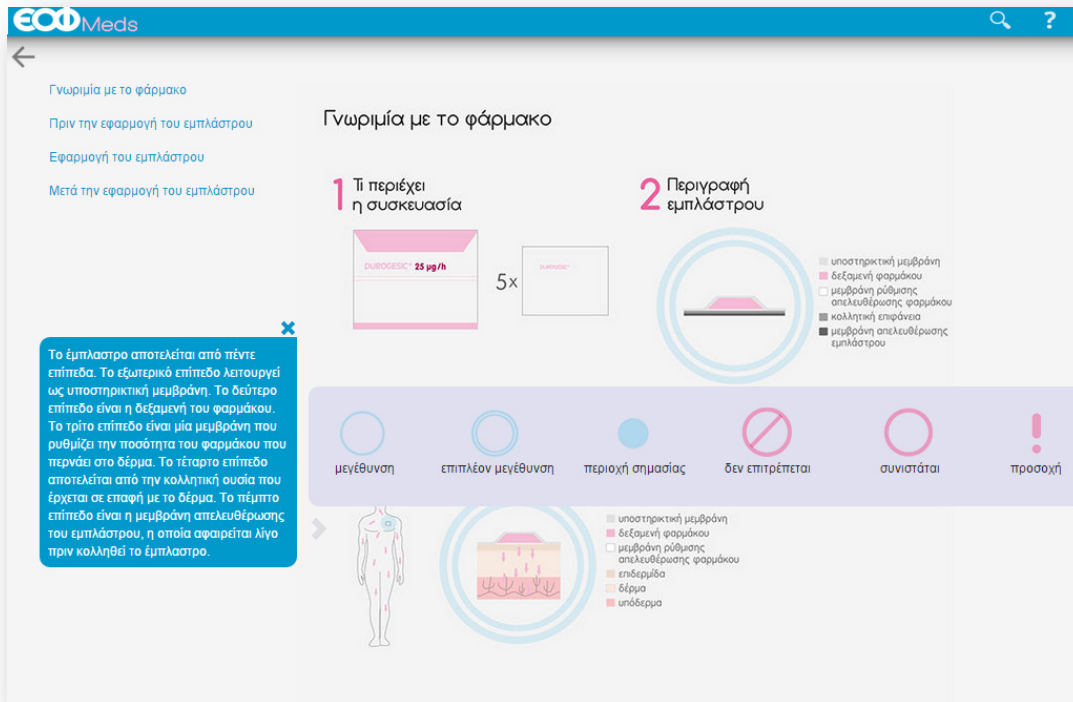 ΕΟΦMeds
?
Γνωριμία με το φάρμακο
Πριν την εφαρμογή του εμπλάστρου
Εφαρμογή του εμπλάστρου
Μετά την εφαρμογή του εμπλάστρου
Γνωριμία με το φάρμακο
1 Τι περιέχει
η συσκευασία
DUROGESIC® 25 μg/h
5x
DUROGESIC®
2 Περιγραφή
εμπλάστρου
υποστηρικτική μεμβράνη
δεξαμενή φαρμάκου
μεμβράνη ρύθμισης
απελευθέρωσης φαρμάκου
κολλητική επιφάνεια
μεμβράνη απελευθέρωσης
εμπλάστρου
Το έμπλαστρο αποτελείται από πέντε
επίπεδα. Το εξωτερικό επίπεδο λειτουργεί
ως υποστηρικτική μεμβράνη. Το δεύτερο
επίπεδο είναι η δεξαμενή του φαρμάκου.
Το τρίτο επίπεδο είναι μία μεμβράνη που
ρυθμίζει την ποσότητα του φαρμάκου που
περνάει στο δέρμα. Το τέταρτο επίπεδο
αποτελείται από την κολλητική ουσία που
έρχεται σε επαφή με το δέρμα. Το πέμπτο
επίπεδο είναι η μεμβράνη απελευθέρωσης
του εμπλάστρου, η οποία αφαιρείται λίγο
πριν κολληθεί το έμπλαστρο.
μεγέθυνση
επιπλέον μεγέθυνση
περιοχή σημασίας
δεν επιτρέπεται
συνιστάται
προσοχή
υποστηρικτική μεμβράνη
δεξαμενή φαρμάκου
μεμβράνη ρύθμισης
απελευθέρωσης φαρμάκου
επιδερμίδα
δέρμα
υπόδερμα